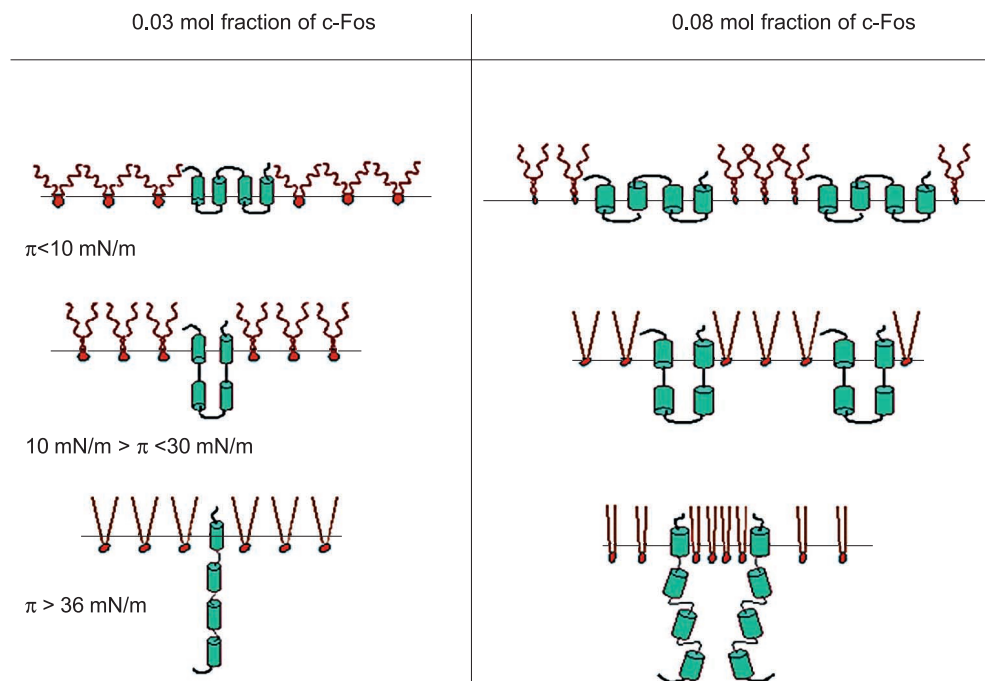 0.03 mol fraction of c-Fos
0.08 mol fraction of c-Fos
π<10 mN/m
10 mN/m > π <30 mN/m
π > 36 mN/m